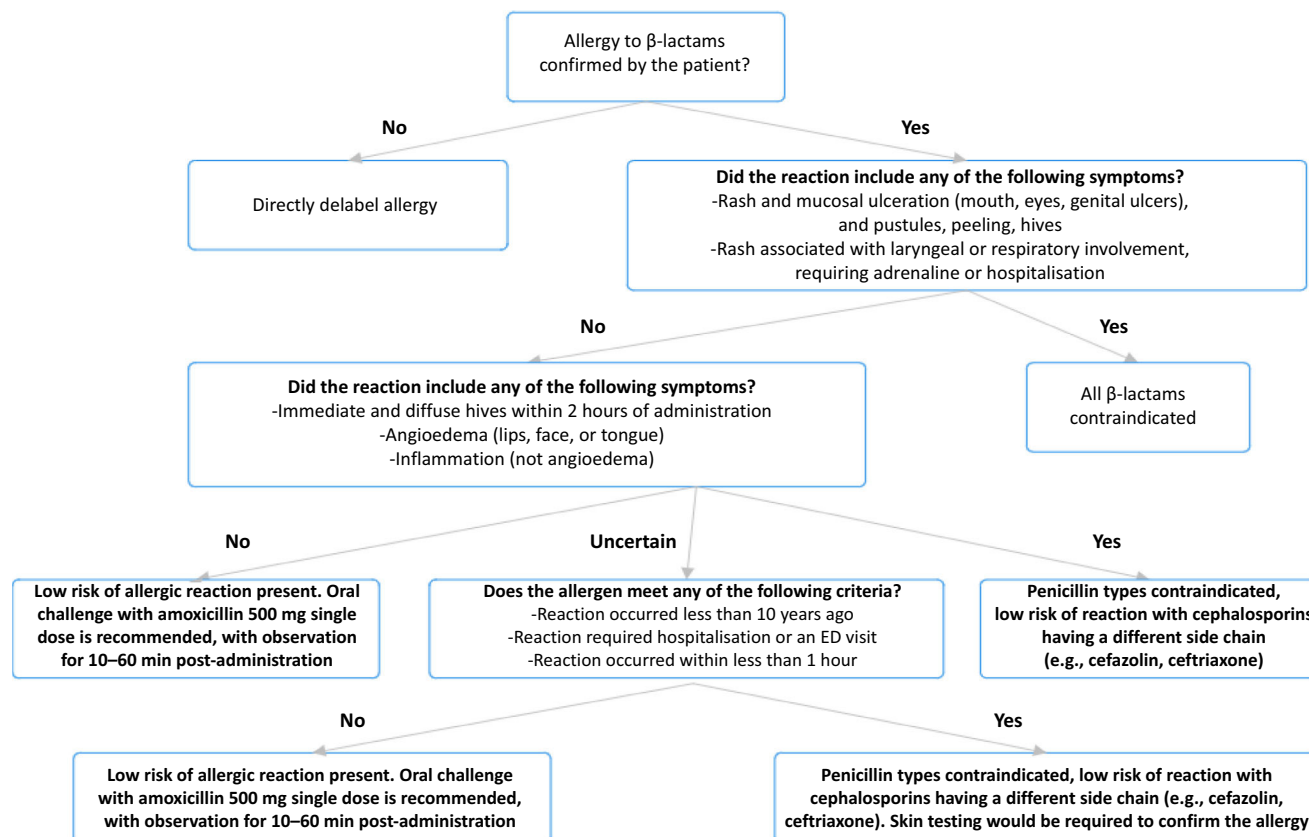 Allergy to β-lactams
confirmed by the patient?
No
Yes
Directly delabel allergy
Did the reaction include any of the following symptoms?
-Rash and mucosal ulceration (mouth, eyes, genital ulcers),
and pustules, peeling, hives
-Rash associated with laryngeal or respiratory involvement,
requiring adrenaline or hospitalisation
No
Yes
Did the reaction include any of the following symptoms?
-Immediate and diffuse hives within 2 hours of administration
-Angioedema (lips, face, or tongue)
-Inflammation (not angioedema)
All β-lactams
contraindicated
No
Uncertain
Yes
Low risk of allergic reaction present. Oral
challenge with amoxicillin 500 mg single
dose is recommended, with observation
for 10–60 min post-administration
Does the allergen meet any of the following criteria?
-Reaction occurred less than 10 years ago
-Reaction required hospitalisation or an ED visit
-Reaction occurred within less than 1 hour
Penicillin types contraindicated,
low risk of reaction with cephalosporins
having a different side chain
(e.g., cefazolin, ceftriaxone)
No
Yes
Low risk of allergic reaction present. Oral challenge
with amoxicillin 500 mg single dose is recommended,
with observation for 10–60 min post-administration
Penicillin types contraindicated, low risk of reaction with
cephalosporins having a different side chain (e.g., cefazolin,
ceftriaxone). Skin testing would be required to confirm the allergy